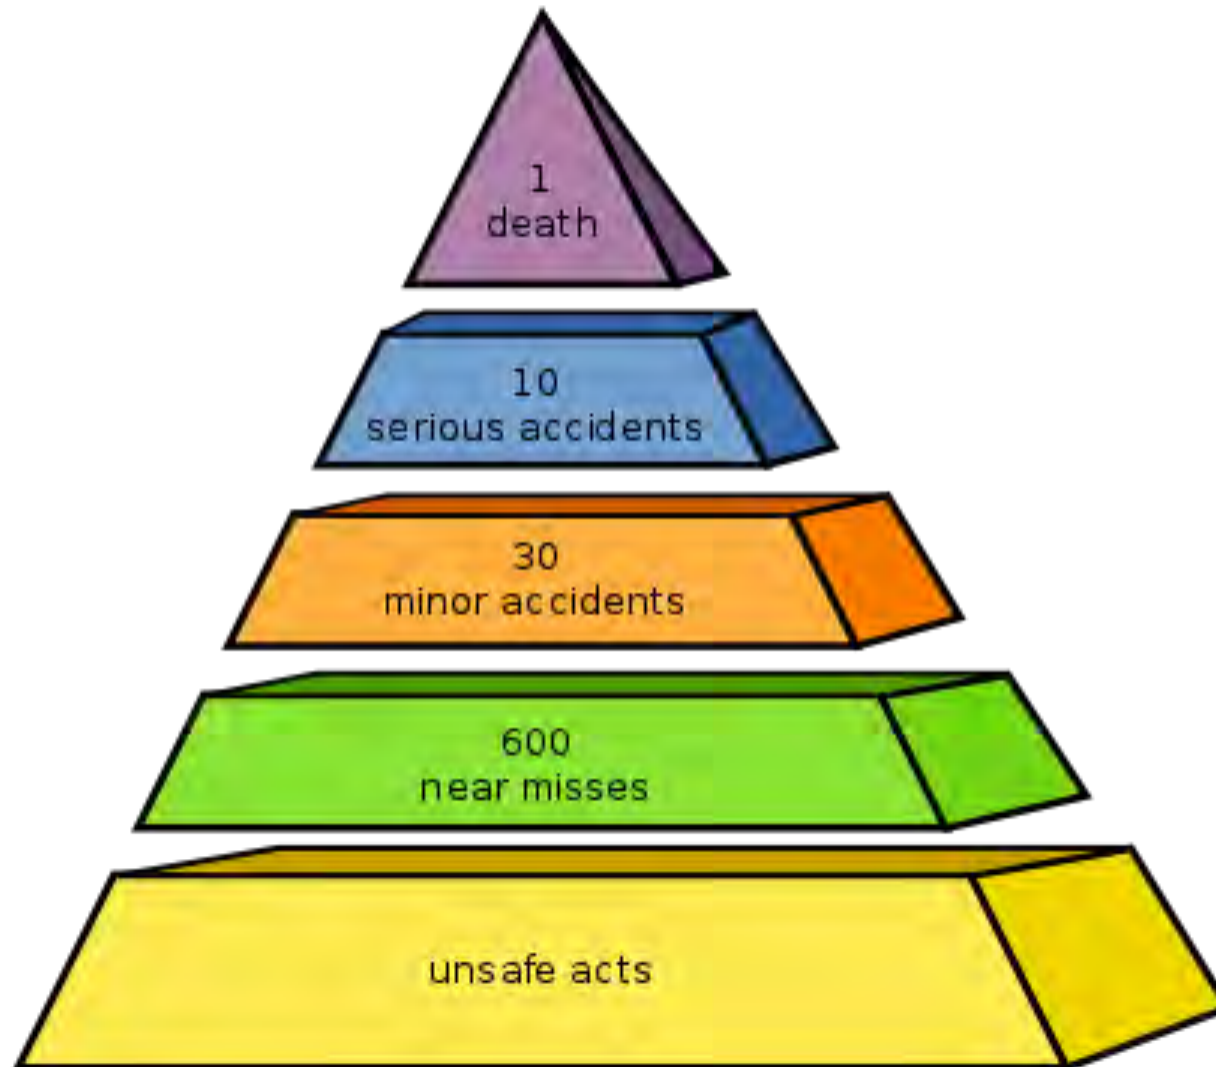 1
death
10
serious accidents
30
minor accidents
600
near misses
unsafe acts